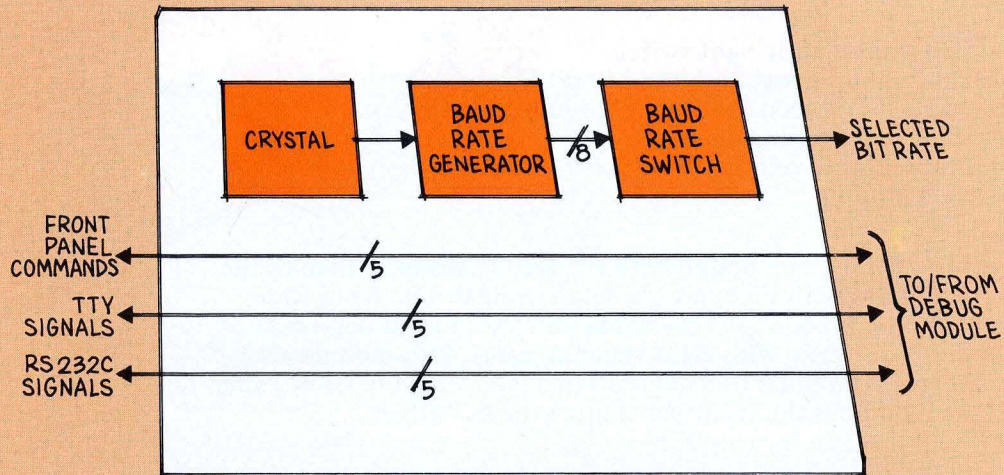 CRYSTAL
BAUD
RATE
GENERATOR
8
BAUD
RATE
SWITCH
SELECTED
BIT RATE
FRONT
PANEL
COMMANDS
5
TTY
SIGNALS
5
RS 232C
SIGNALS
5
TO/FROM
DEBUG
MODULE